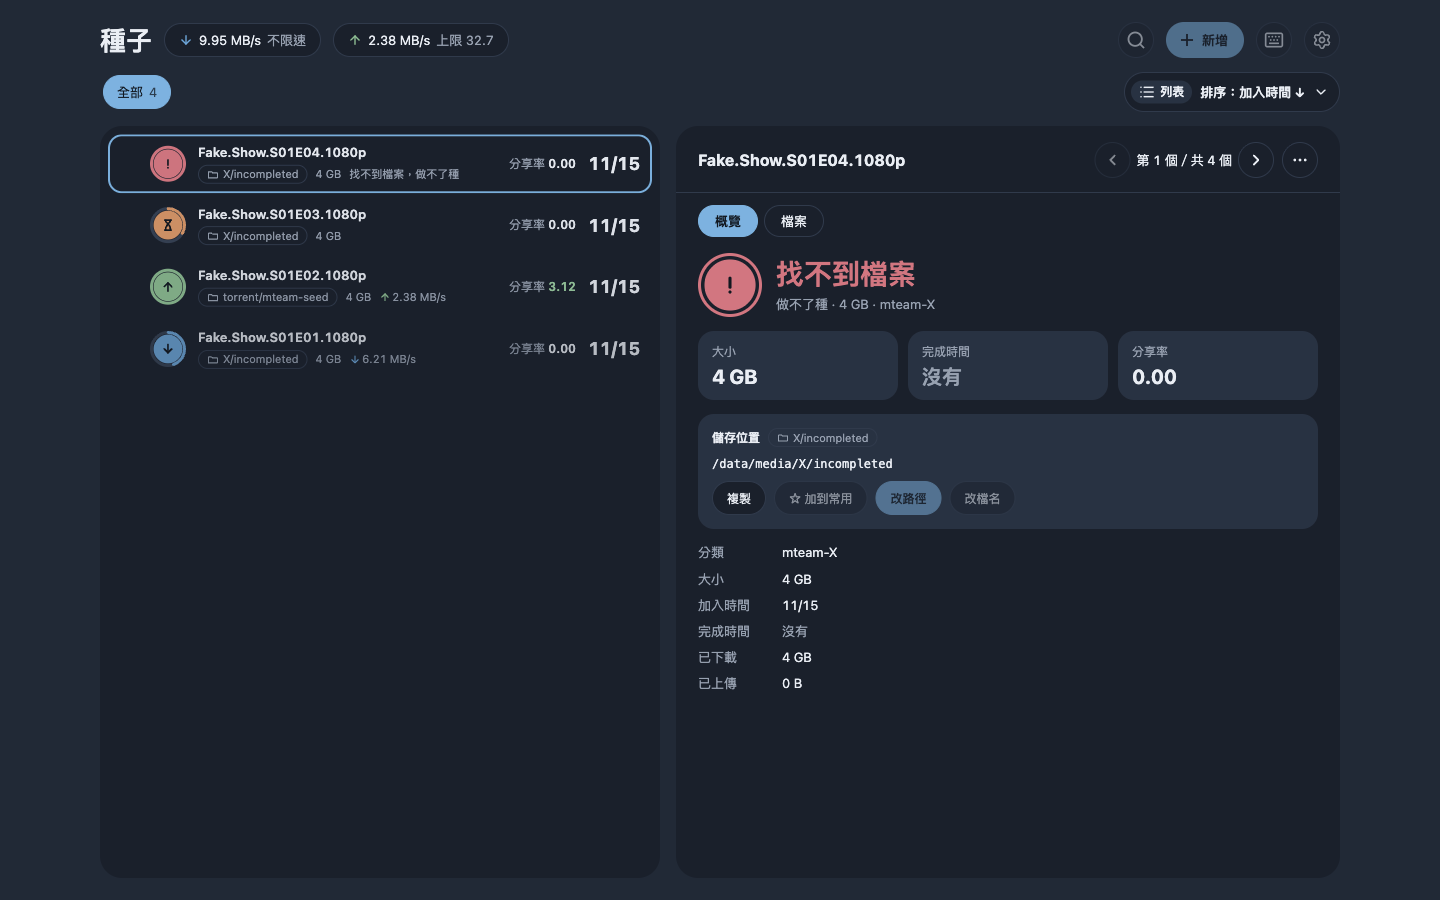 種子
9.95 MB/s 不限速
2.38 MB/s 上限 32.7
新增
全部 4
列表
排序：加入時間
Fake.Show.S01E04.1080p
X/incompleted 4 GB 找不到檔案，做不了種
分享率 0.00 11/15
Fake.Show.S01E03.1080p
X/incompleted 4 GB
分享率 0.00 11/15
Fake.Show.S01E02.1080p
torrent/mteam-seed 4 GB 2.38 MB/s
分享率 3.12 11/15
Fake.Show.S01E01.1080p
X/incompleted 4 GB 6.21 MB/s
分享率 0.00 11/15
Fake.Show.S01E04.1080p
第 1 個 / 共 4 個
概覽
檔案
!
找不到檔案
做不了種 · 4 GB · mteam-X
大小
4 GB
完成時間
沒有
分享率
0.00
儲存位置 X/incompleted
/data/media/X/incompleted
複製
加到常用
改路徑
改檔名
分類 mteam-X
大小 4 GB
加入時間 11/15
完成時間 沒有
已下載 4 GB
已上傳 0 B